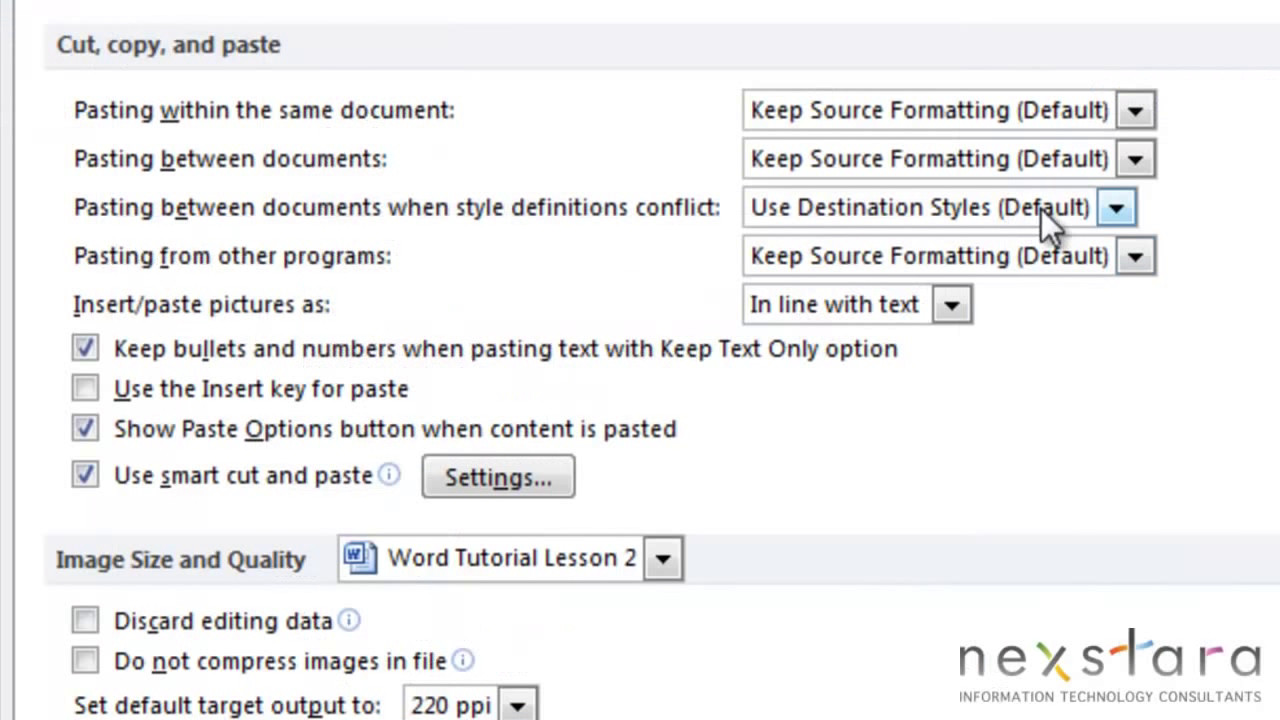 Cut, copy, and paste
Pasting within the same document: Keep Source Formatting (Default)
Pasting between documents: Keep Source Formatting (Default)
Pasting between documents when style definitions conflict: Use Destination Styles (Default)
Pasting from other programs: Keep Source Formatting (Default)
Insert/paste pictures as: In line with text
Keep bullets and numbers when pasting text with Keep Text Only option
Use the Insert key for paste
Show Paste Options button when content is pasted
Use smart cut and paste Settings...
Image Size and Quality Word Tutorial Lesson 2
Discard editing data
Do not compress images in file
Set default target output to: 220 ppi
nexstara
INFORMATION TECHNOLOGY CONSULTANTS